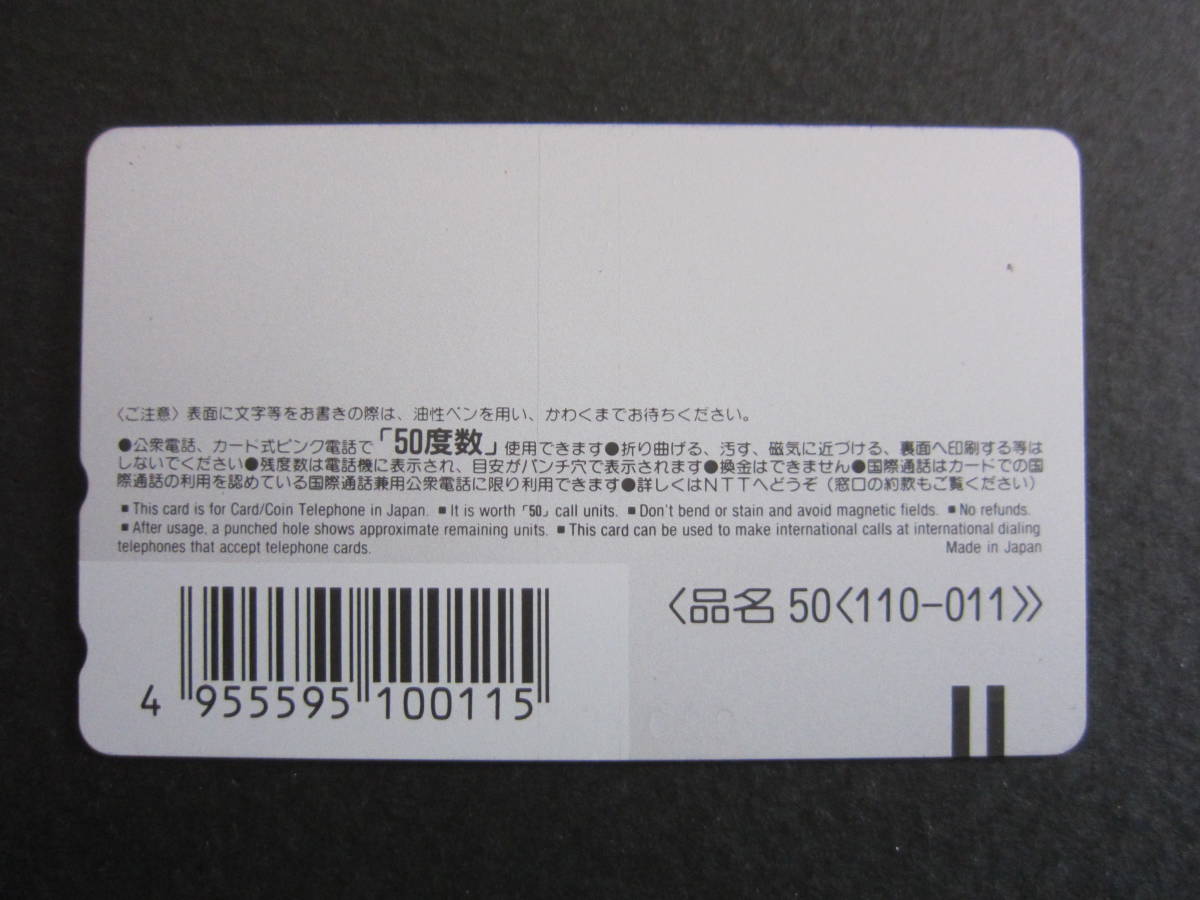 〈ご注意〉表面に文字等をお書きの際は、油性ペンを用い、かわくまでお待ちください。
●公衆電話、カード式ピンク電話で「50度数」使用できます●折り曲げる、汚す、磁気に近づける、裏面へ印刷する等は
しないでください●残度数は電話機に表示され、目安がパンチ穴で表示されます●換金はできません●国際通話はカードでの国
際通話の利用を認めている国際通話兼用公衆電話に限り利用できます●詳しくはNTTへどうぞ（窓口の約款もご覧ください）
■ This card is for Card/Coin Telephone in Japan. ■ It is worth「50」call units. ■ Don't bend or stain and avoid magnetic fields. ■ No refunds.
■ After usage, a punched hole shows approximate remaining units. ■ This card can be used to make international calls at international dialing
telephones that accept telephone cards. Made in Japan
〈品名 50〈110-011〉〉
4 955595 100115